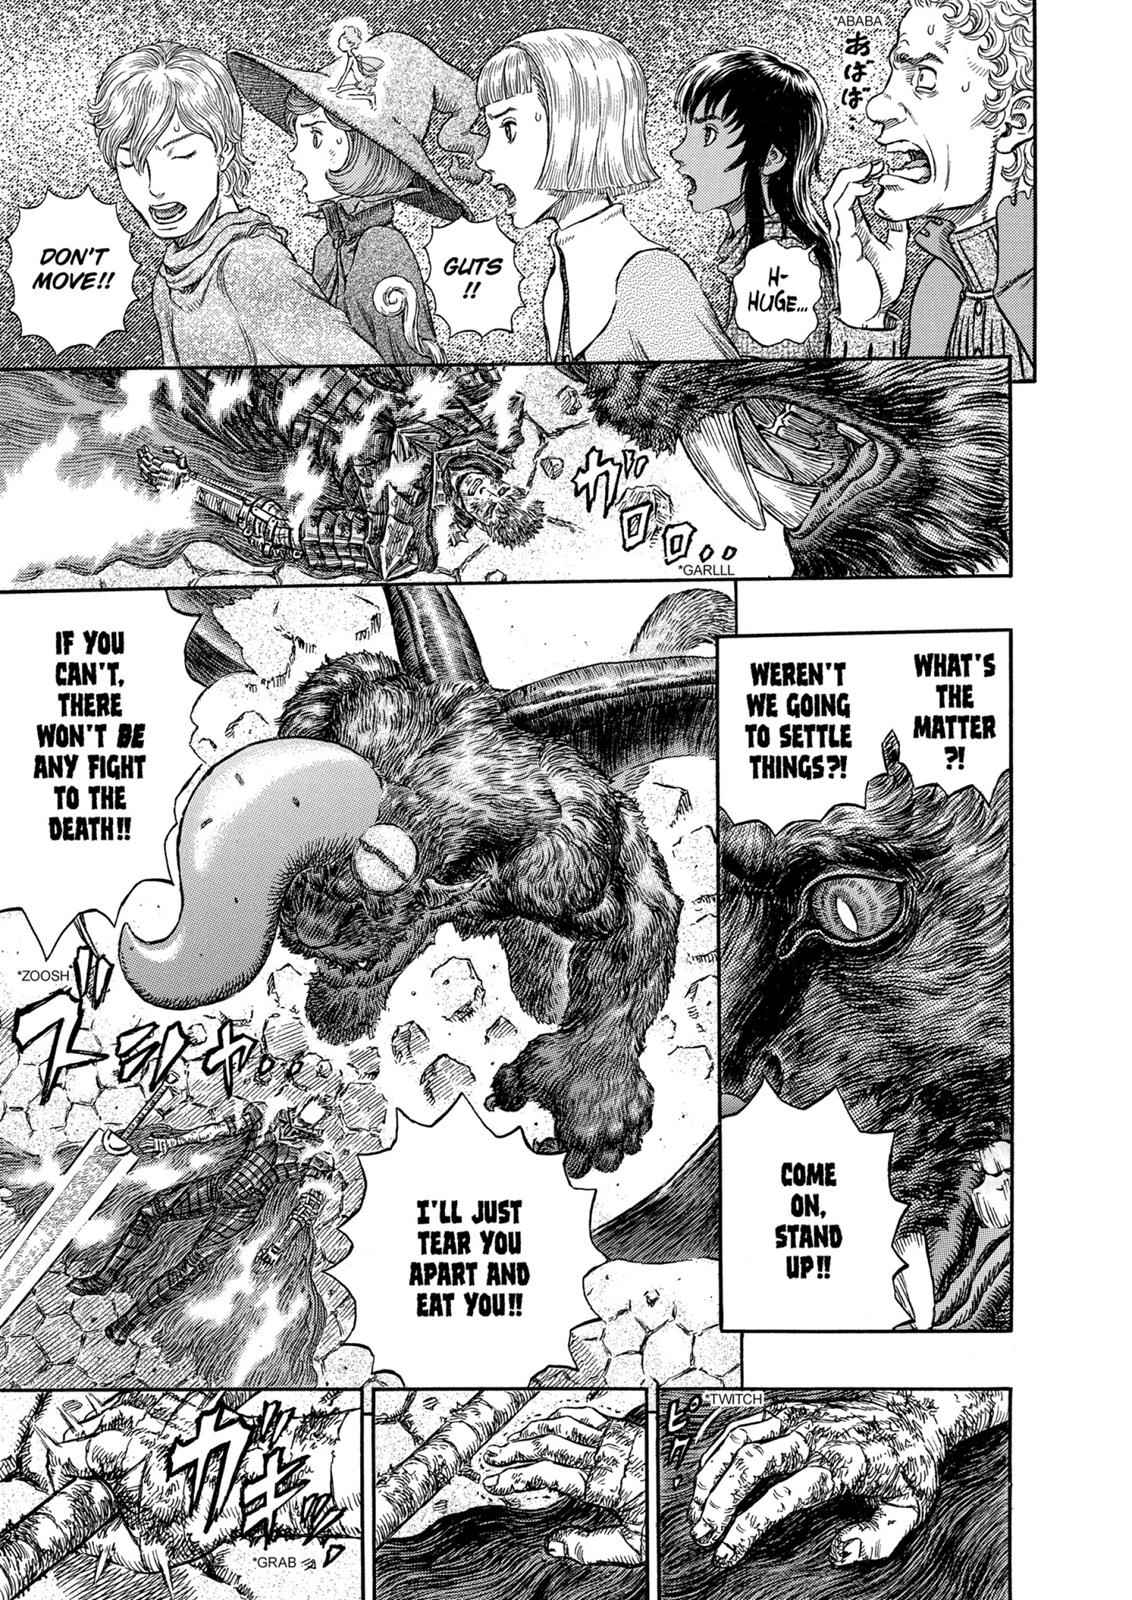 *ABABA
あばばば
H-
HUGE...
GUTS
!!
DON'T
MOVE!!
ガロロ..
*GARLLL
WHAT'S
THE
MATTER
?!
WEREN'T
WE GOING
TO SETTLE
THINGS?!
COME
ON,
STAND
UP!!
IF YOU
CAN'T,
THERE
WON'T BE
ANY FIGHT
TO THE
DEATH!!
*ZOOSH
ズシャ..
I'LL JUST
TEAR YOU
APART AND
EAT YOU!!
*TWITCH
ピク
ガキ
*GRAB